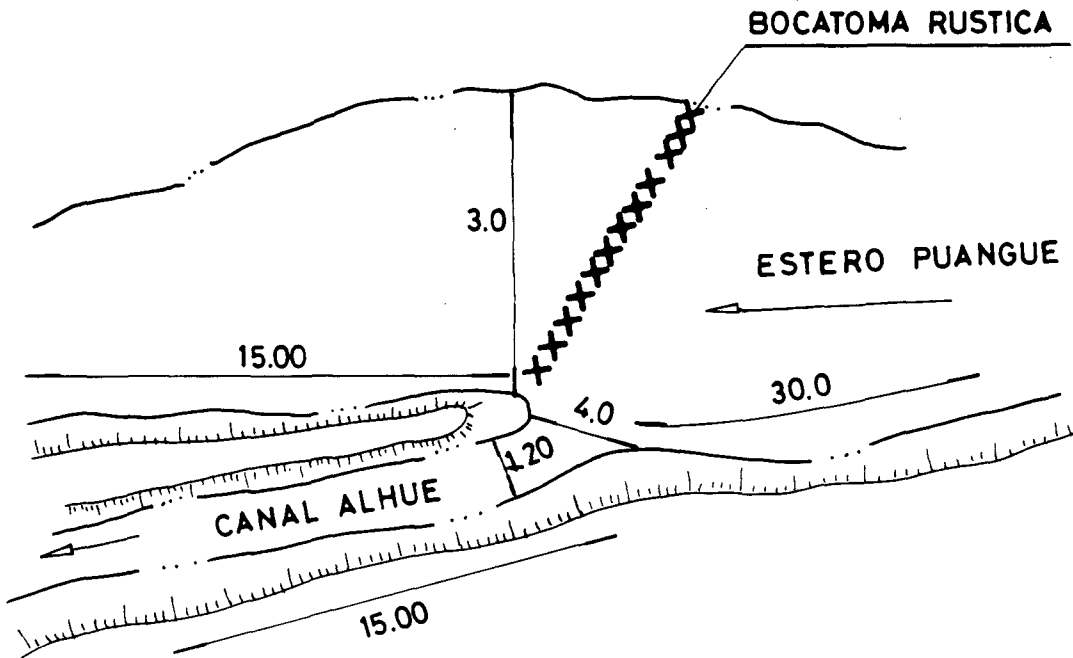 BOCATOMA RUSTICA
3.0
ESTERO PUANGUE
15.00
30.0
4.0
1.20
CANAL ALHUE
15.00